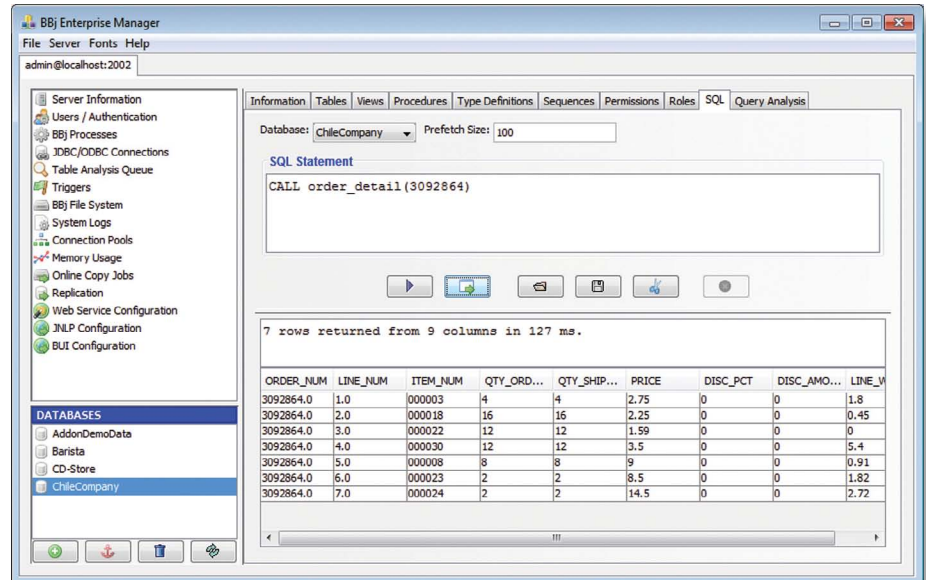 BBj Enterprise Manager
File Server Fonts Help
admin@localhost:2002
Server Information
Users / Authentication
BBj Processes
JDBC/ODBC Connections
Table Analysis Queue
Triggers
BBj File System
System Logs
Connection Pools
Memory Usage
Online Copy Jobs
Replication
Web Service Configuration
JNLP Configuration
BUI Configuration
DATABASES
AddonDemoData
Barista
CD-Store
ChileCompany
Information Tables Views Procedures Type Definitions Sequences Permissions Roles SQL Query Analysis
Database: ChileCompany Prefetch Size: 100
SQL Statement
CALL order_detail(3092864)
7 rows returned from 9 columns in 127 ms.
ORDER_NUM LINE_NUM ITEM_NUM QTY_ORD... QTY_SHIP... PRICE DISC_PCT DISC_AMO... LINE_W
3092864.0 1.0 000003 4 4 2.75 0 0 1.8
3092864.0 2.0 000018 16 16 2.25 0 0 0.45
3092864.0 3.0 000022 12 12 1.59 0 0 0
3092864.0 4.0 000030 12 12 3.5 0 0 5.4
3092864.0 5.0 000008 8 8 9 0 0 0.91
3092864.0 6.0 000023 2 2 8.5 0 0 1.82
3092864.0 7.0 000024 2 2 14.5 0 0 2.72